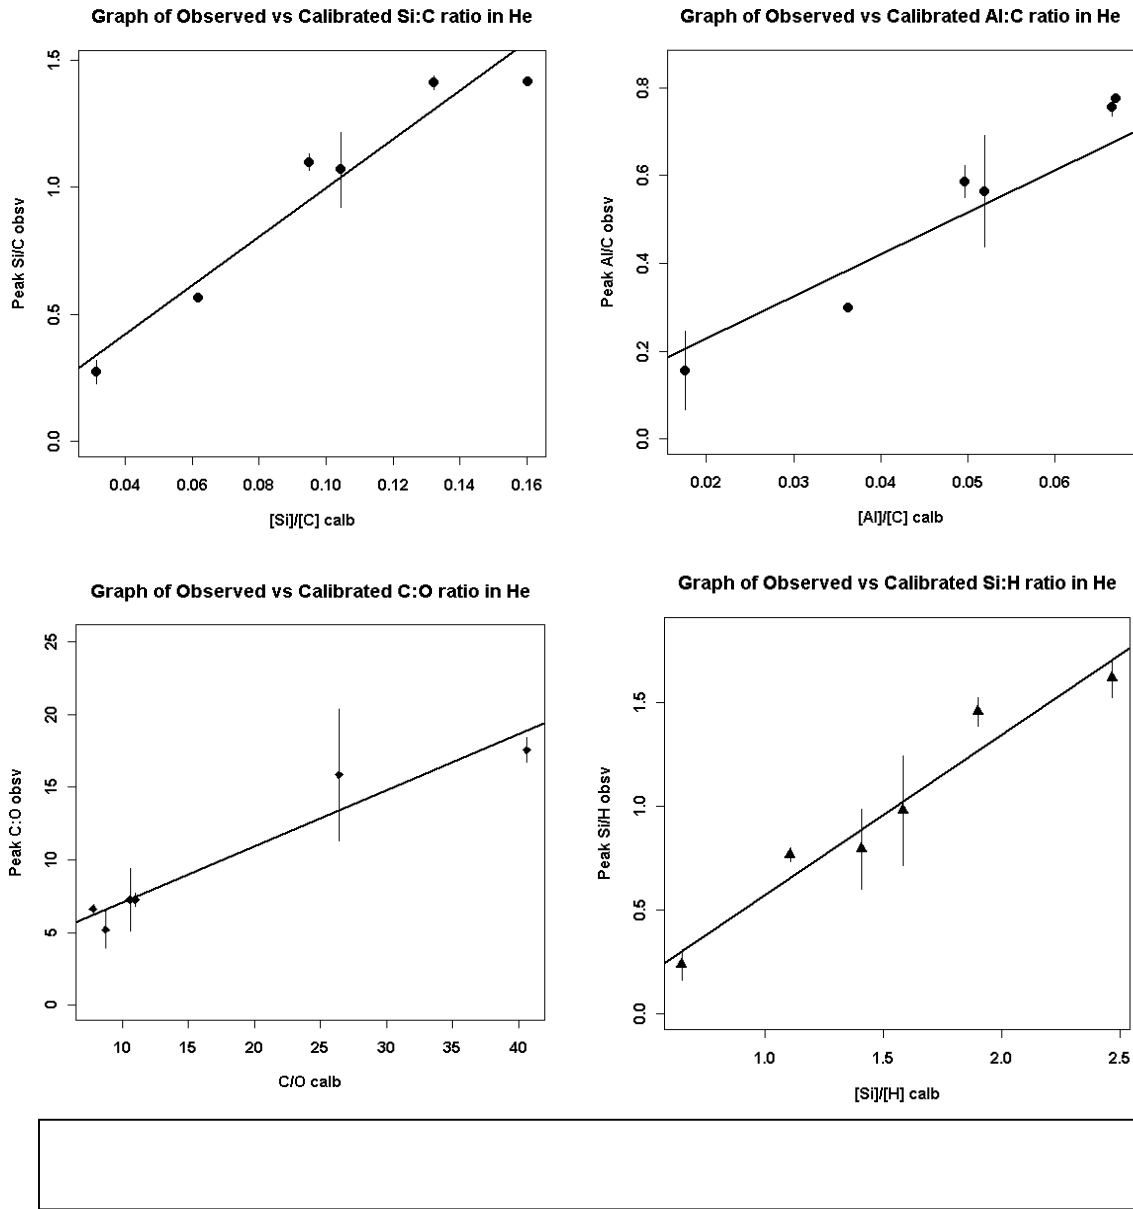 Graph of Observed vs Calibrated Si:C ratio in He
Peak Si/C obsv
1.5
1.0
0.5
0.0
0.04 0.06 0.08 0.10 0.12 0.14 0.16
[Si]/[C] calb
Graph of Observed vs Calibrated Al:C ratio in He
Peak Al/C obsv
0.8
0.6
0.4
0.2
0.0
0.02 0.03 0.04 0.05 0.06
[Al]/[C] calb
Graph of Observed vs Calibrated C:O ratio in He
Peak C:O obsv
25
20
15
10
5
0
10 15 20 25 30 35 40
C/O calb
Graph of Observed vs Calibrated Si:H ratio in He
Peak Si/H obsv
1.5
1.0
0.5
0.0
1.0 1.5 2.0 2.5
[Si]/[H] calb